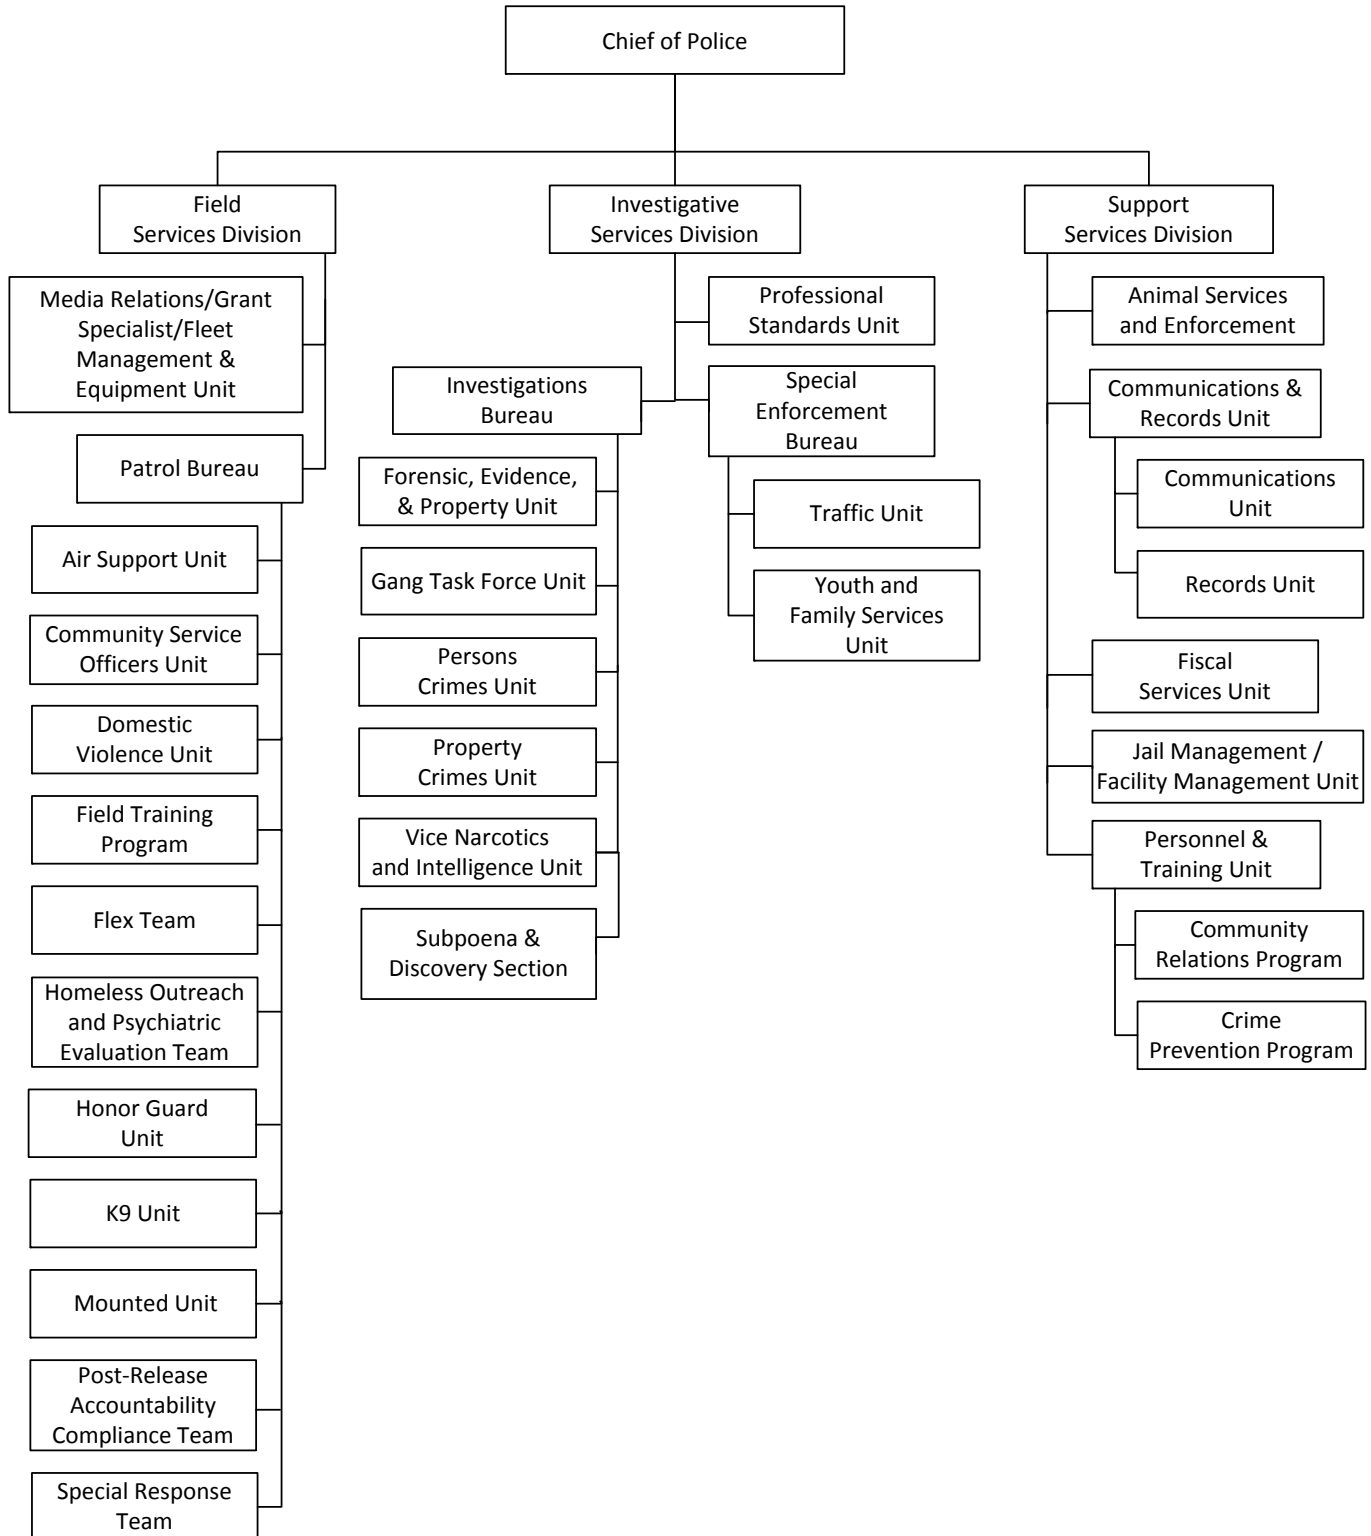 Chief of Police
Field
Services Division
Media Relations/Grant
Specialist/Fleet
Management &
Equipment Unit
Patrol Bureau
Air Support Unit
Community Service
Officers Unit
Domestic
Violence Unit
Field Training
Program
Flex Team
Homeless Outreach
and Psychiatric
Evaluation Team
Honor Guard
Unit
K9 Unit
Mounted Unit
Post-Release
Accountability
Compliance Team
Special Response
Team
Investigative
Services Division
Professional
Standards Unit
Investigations
Bureau
Forensic, Evidence,
& Property Unit
Gang Task Force Unit
Persons
Crimes Unit
Property
Crimes Unit
Vice Narcotics
and Intelligence Unit
Subpoena &
Discovery Section
Special
Enforcement
Bureau
Traffic Unit
Youth and
Family Services
Unit
Support
Services Division
Animal Services
and Enforcement
Communications &
Records Unit
Communications
Unit
Records Unit
Fiscal
Services Unit
Jail Management /
Facility Management Unit
Personnel &
Training Unit
Community
Relations Program
Crime
Prevention Program